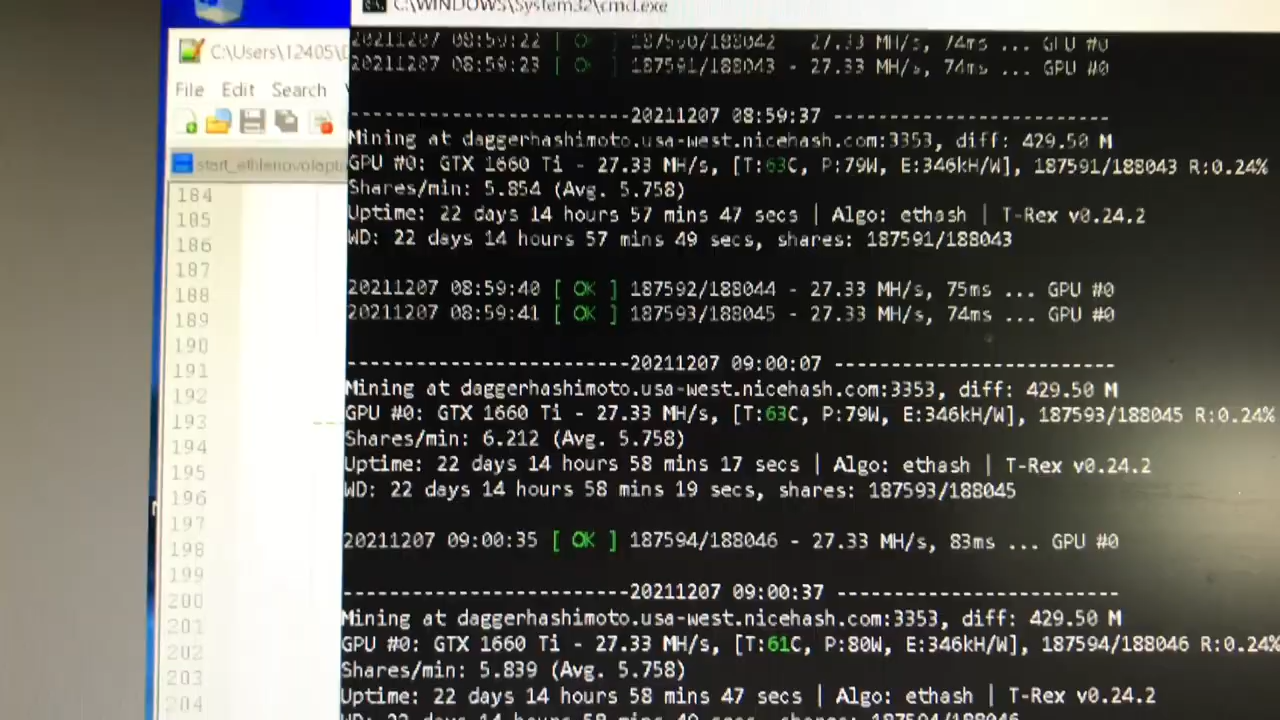 C:\WINDOWS\System32\cmd.exe
C:\Users\12405\
File Edit Search
20211207 08:59:22 [ OK ] 187590/188042 - 27.33 MH/s, 74ms ... GPU #0
20211207 08:59:23 [ OK ] 187591/188043 - 27.33 MH/s, 74ms ... GPU #0
-------------------------20211207 08:59:37 -------------------------
Mining at daggerhashimoto.usa-west.nicehash.com:3353, diff: 429.50 M
GPU #0: GTX 1660 Ti - 27.33 MH/s, [T:63C, P:79W, E:346kH/W], 187591/188043 R:0.24%
Shares/min: 5.854 (Avg. 5.758)
Uptime: 22 days 14 hours 57 mins 47 secs | Algo: ethash | T-Rex v0.24.2
WD: 22 days 14 hours 57 mins 49 secs, shares: 187591/188043
20211207 08:59:40 [ OK ] 187592/188044 - 27.33 MH/s, 75ms ... GPU #0
20211207 08:59:41 [ OK ] 187593/188045 - 27.33 MH/s, 74ms ... GPU #0
-------------------------20211207 09:00:07 -------------------------
Mining at daggerhashimoto.usa-west.nicehash.com:3353, diff: 429.50 M
GPU #0: GTX 1660 Ti - 27.33 MH/s, [T:63C, P:79W, E:346kH/W], 187593/188045 R:0.24%
Shares/min: 6.212 (Avg. 5.758)
Uptime: 22 days 14 hours 58 mins 17 secs | Algo: ethash | T-Rex v0.24.2
WD: 22 days 14 hours 58 mins 19 secs, shares: 187593/188045
20211207 09:00:35 [ OK ] 187594/188046 - 27.33 MH/s, 83ms ... GPU #0
-------------------------20211207 09:00:37 -------------------------
Mining at daggerhashimoto.usa-west.nicehash.com:3353, diff: 429.50 M
GPU #0: GTX 1660 Ti - 27.33 MH/s, [T:61C, P:80W, E:346kH/W], 187594/188046 R:0.24%
Shares/min: 5.839 (Avg. 5.758)
Uptime: 22 days 14 hours 58 mins 47 secs | Algo: ethash | T-Rex v0.24.2
WD: 22 days 14 hours 58 mins 49 secs, shares: 187594/188046
184
185
186
187
188
189
190
191
192
193
194
195
196
197
198
199
200
201
202
203
204